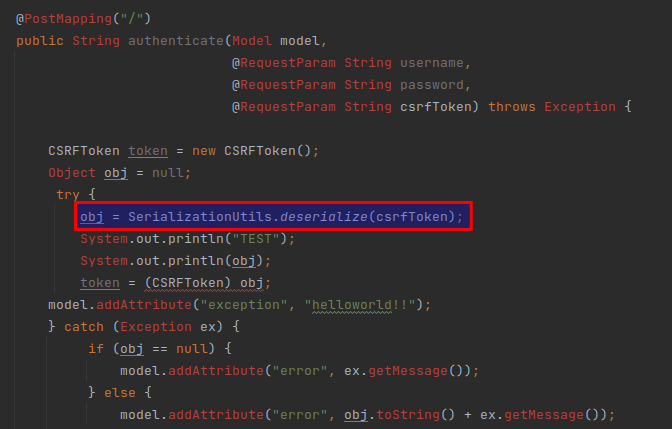 @PostMapping("/")
public String authenticate(Model model,
@RequestParam String username,
@RequestParam String password,
@RequestParam String csrfToken) throws Exception {
CSRFToken token = new CSRFToken();
Object obj = null;
try {
obj = SerializationUtils.deserialize(csrfToken);
System.out.println("TEST");
System.out.println(obj);
token = (CSRFToken) obj;
model.addAttribute("exception", "helloworld!!");
} catch (Exception ex) {
if (obj == null) {
model.addAttribute("error", ex.getMessage());
} else {
model.addAttribute("error", obj.toString() + ex.getMessage());